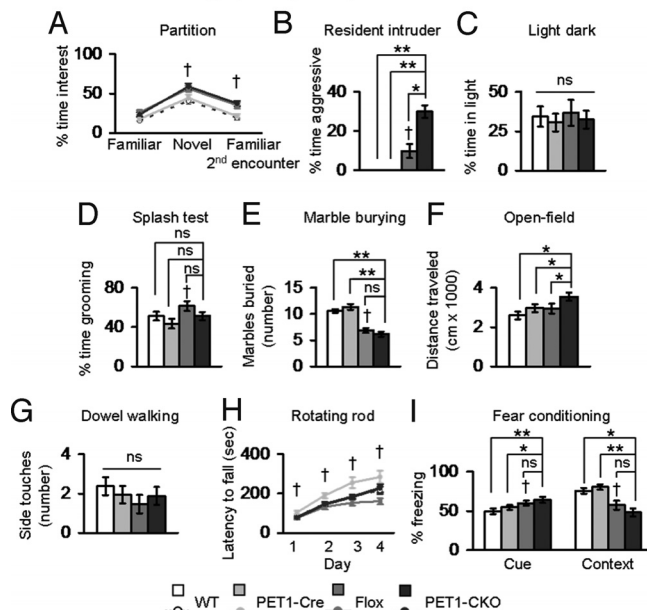 A Partition
% time interest
100
50
0
† †
Familiar Novel Familiar
2nd encounter
B Resident intruder
% time aggressive
40
20
0
**
**
*
†
C Light dark
% time in light
50
25
0
ns
D Splash test
% time grooming
80
40
0
ns
ns
ns
†
E Marble burying
Marbles buried
(number)
15
10
5
0
**
**
ns
†
F Open-field
Distance traveled
(cm x 1000)
4
2
0
*
*
*
G Dowel walking
Side touches
(number)
4
2
0
ns
H Rotating rod
Latency to fall (sec)
400
200
0
† † † †
1 2 3 4
Day
I Fear conditioning
% freezing
100
50
0
** *
* **
ns ns
† †
Cue Context
WT PET1-Cre Flox PET1-CKO